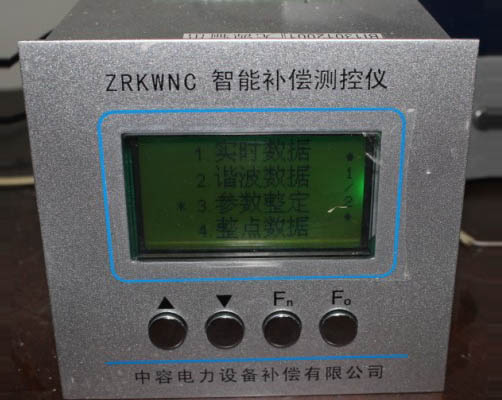 ZRKWNC 智能补偿测控仪
1 实时数据
2 谐波数据
* 3 参数整定
4 整点数据
1/2
▲ ▼ Fn Fo
中容电力设备补偿有限公司